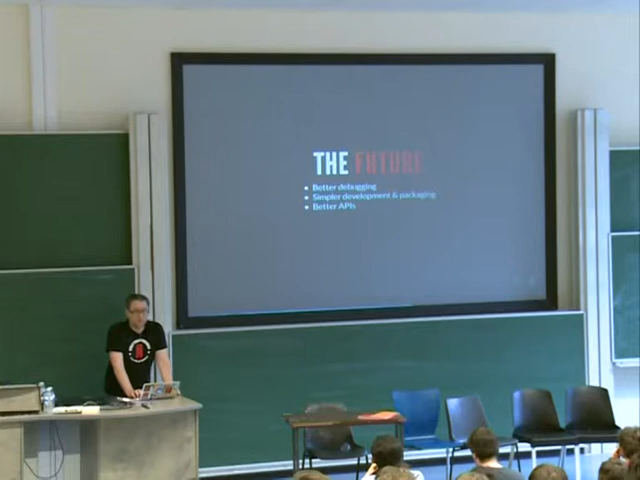 THE FUTURE
Better debugging
Simpler development & packaging
Better APIs